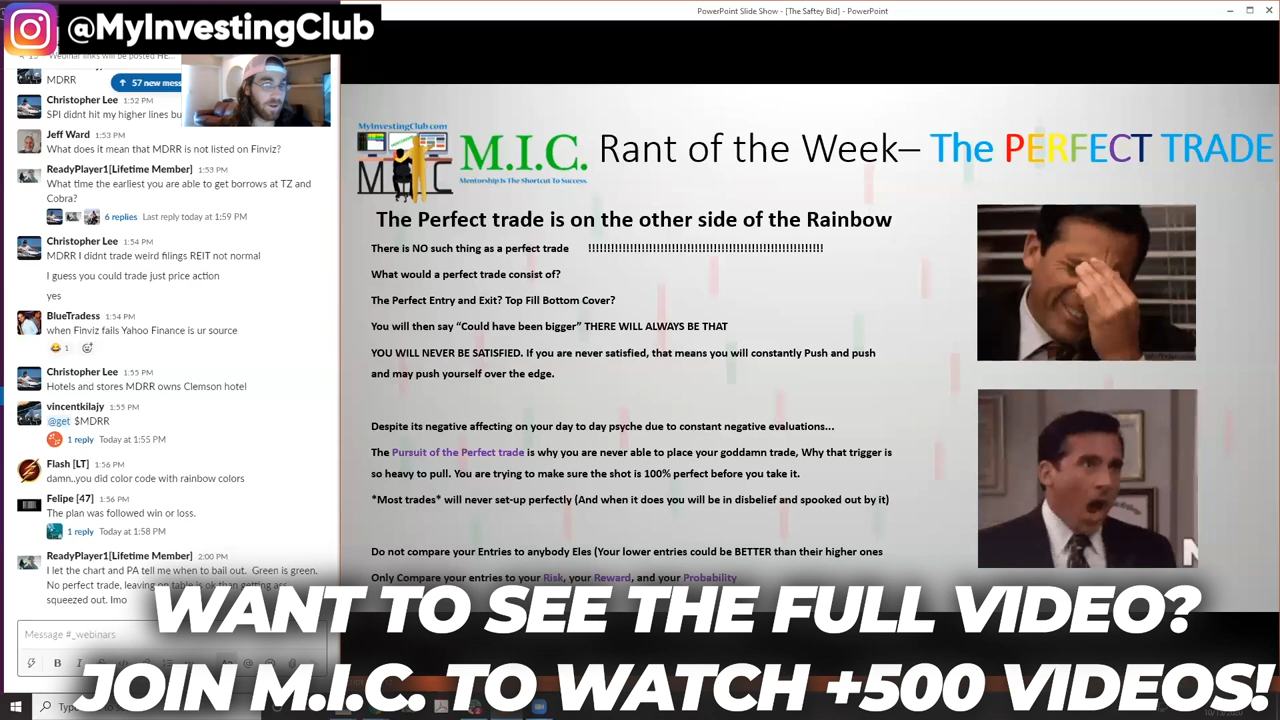 PowerPoint Slide Show - [The Saftey Bid] - PowerPoint
@MyInvestingClub
Webinar links will be posted HE...
MDRR
57 new mess
Christopher Lee 1:52 PM
SPI didnt hit my higher lines bu
Jeff Ward 1:53 PM
What does it mean that MDRR is not listed on Finviz?
ReadyPlayer1[Lifetime Member] 1:53 PM
What time the earliest you are able to get borrows at TZ and
Cobra?
6 replies Last reply today at 1:59 PM
Christopher Lee 1:54 PM
MDRR I didnt trade weird filings REIT not normal
I guess you could trade just price action
yes
BlueTradess 1:54 PM
when Finviz fails Yahoo Finance is ur source
1
Christopher Lee 1:55 PM
Hotels and stores MDRR owns Clemson hotel
vincentkilajy 1:55 PM
@get $MDRR
1 reply Today at 1:55 PM
Flash [LT] 1:56 PM
damn..you did color code with rainbow colors
Felipe [47] 1:56 PM
The plan was followed win or loss.
1 reply Today at 1:58 PM
ReadyPlayer1[Lifetime Member] 2:00 PM
I let the chart and PA tell me when to bail out. Green is green.
No perfect trade, leaving on table is ok than getting ass
squeezed out. Imo
Message #_webinars
B
MyInvestingClub.com
MIC
M.I.C.
Mentorship Is The Shortcut To Success.
Rant of the Week– The PERFECT TRADE
The Perfect trade is on the other side of the Rainbow
There is NO such thing as a perfect trade !!!!!!!!!!!!!!!!!!!!!!!!!!!!!!!!!!!!!!!!!!!!!!!!!!!!!!!!!!!!!!!
What would a perfect trade consist of?
The Perfect Entry and Exit? Top Fill Bottom Cover?
You will then say “Could have been bigger” THERE WILL ALWAYS BE THAT
YOU WILL NEVER BE SATISFIED. If you are never satisfied, that means you will constantly Push and push
and may push yourself over the edge.
Despite its negative affecting on your day to day psyche due to constant negative evaluations...
The Pursuit of the Perfect trade is why you are never able to place your goddamn trade, Why that trigger is
so heavy to pull. You are trying to make sure the shot is 100% perfect before you take it.
*Most trades* will never set-up perfectly (And when it does you will be in disbelief and spooked out by it)
Do not compare your Entries to anybody Eles (Your lower entries could be BETTER than their higher ones
Only Compare your entries to your Risk, your Reward, and your Probability
N
WANT TO SEE THE FULL VIDEO?
JOIN M.I.C. TO WATCH +500 VIDEOS!